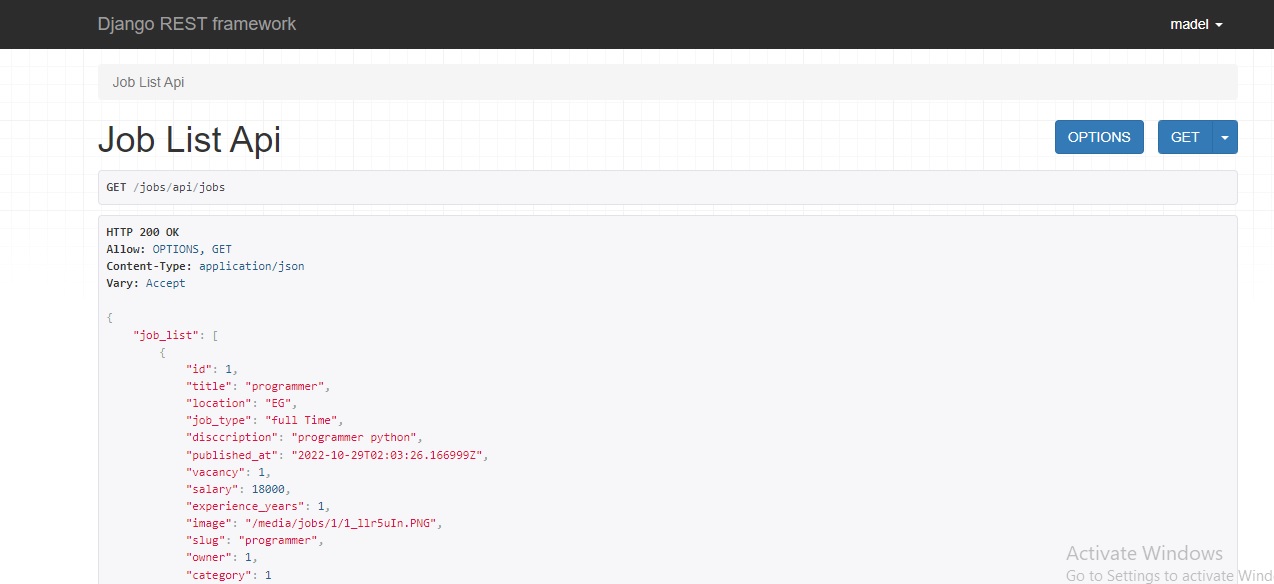 Django REST framework
madel
Job List Api
Job List Api
OPTIONS
GET
GET /jobs/api/jobs
HTTP 200 OK
Allow: OPTIONS, GET
Content-Type: application/json
Vary: Accept
{
"job_list": [
{
"id": 1,
"title": "programmer",
"location": "EG",
"job_type": "full Time",
"disccription": "programmer python",
"published_at": "2022-10-29T02:03:26.166999Z",
"vacancy": 1,
"salary": 18000,
"experience_years": 1,
"image": "/media/jobs/1/1_llr5uIn.PNG",
"slug": "programmer",
"owner": 1,
"category": 1
Activate Windows
Go to Settings to activate Wind